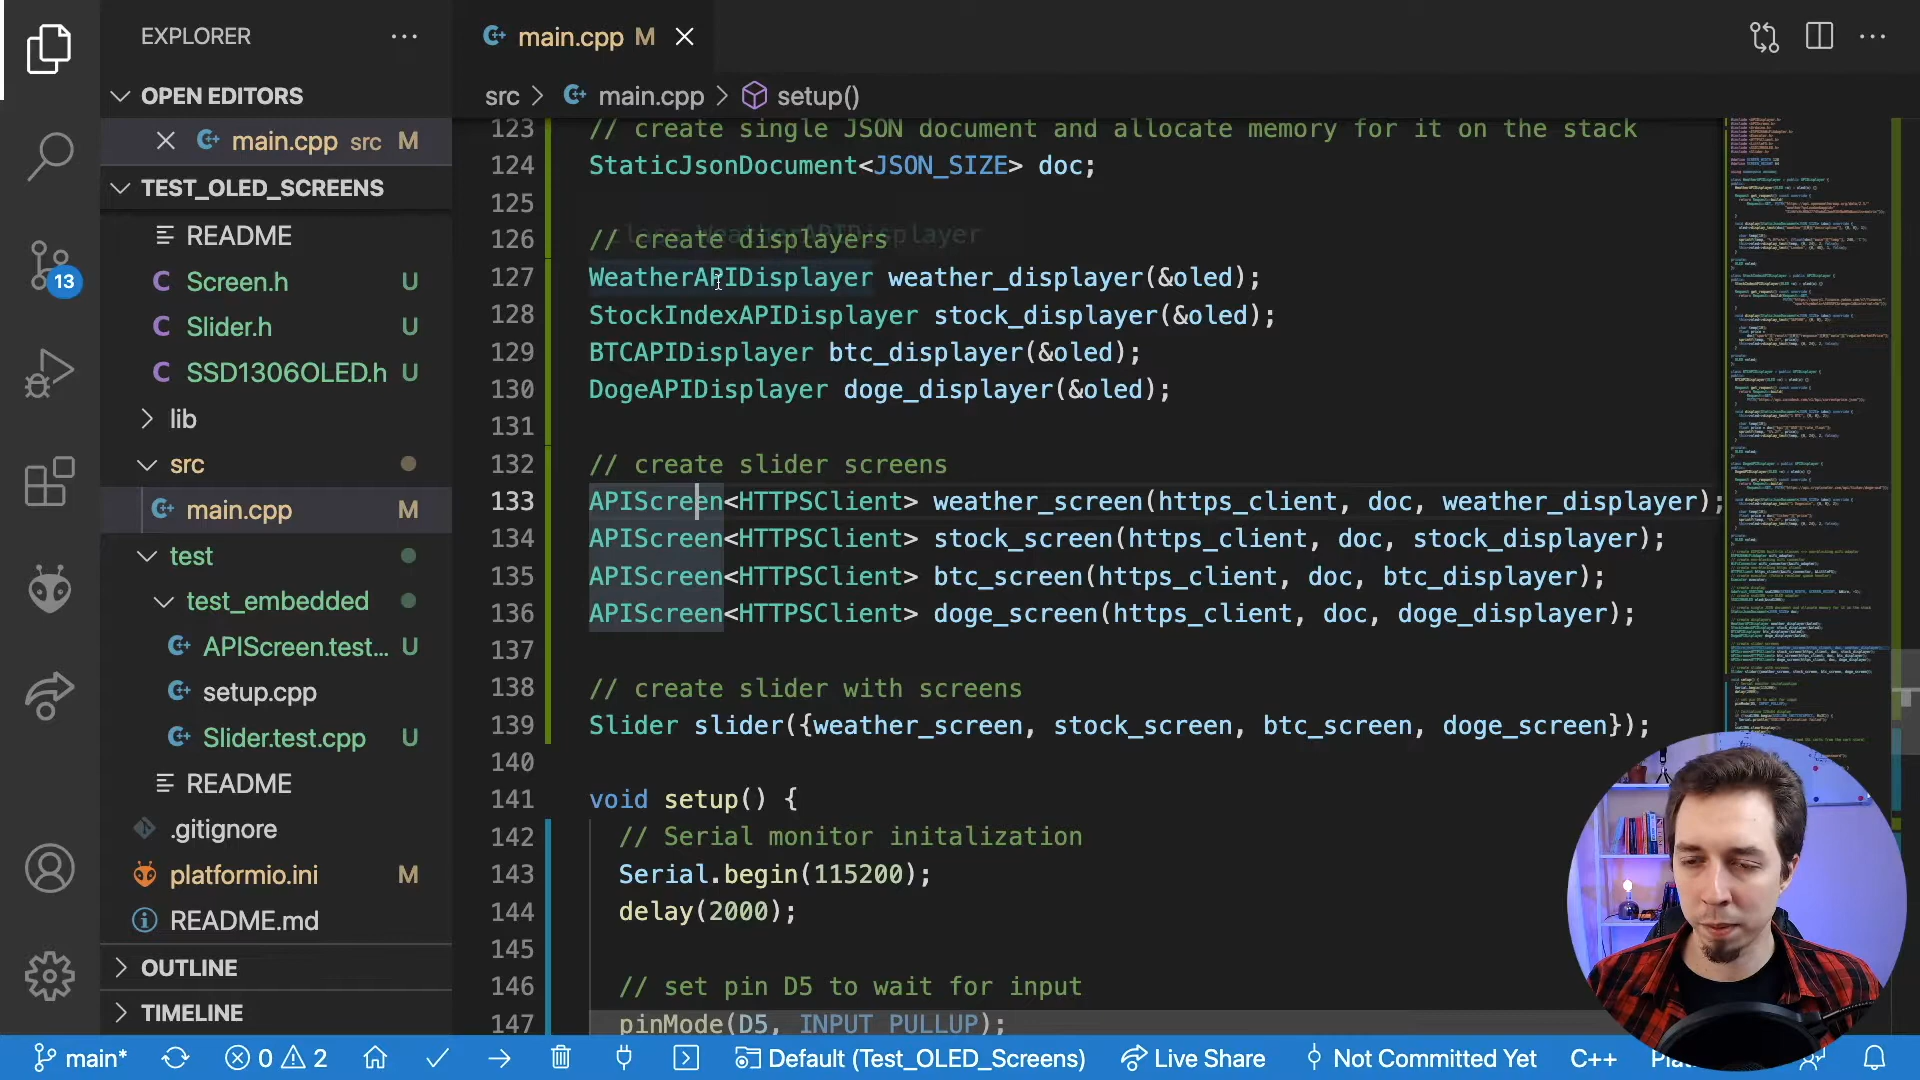 EXPLORER
main.cpp M
OPEN EDITORS
main.cpp src M
TEST_OLED_SCREENS
README
Screen.h U
Slider.h U
SSD1306OLED.h U
lib
src
main.cpp M
test
test_embedded
APIScreen.test... U
setup.cpp
Slider.test.cpp U
README
.gitignore
platformio.ini M
README.md
OUTLINE
TIMELINE
13
src > main.cpp > setup()
123 // create single JSON document and allocate memory for it on the stack
124 StaticJsonDocument<JSON_SIZE> doc;
125
class WeatherAPIDisplayer
126 // create displayers
127 WeatherAPIDisplayer weather_displayer(&oled);
128 StockIndexAPIDisplayer stock_displayer(&oled);
129 BTCAPIDisplayer btc_displayer(&oled);
130 DogeAPIDisplayer doge_displayer(&oled);
131
132 // create slider screens
133 APIScreen<HTTPSClient> weather_screen(https_client, doc, weather_displayer);
134 APIScreen<HTTPSClient> stock_screen(https_client, doc, stock_displayer);
135 APIScreen<HTTPSClient> btc_screen(https_client, doc, btc_displayer);
136 APIScreen<HTTPSClient> doge_screen(https_client, doc, doge_displayer);
137
138 // create slider with screens
139 Slider slider({weather_screen, stock_screen, btc_screen, doge_screen});
140
141 void setup() {
142 // Serial monitor initalization
143 Serial.begin(115200);
144 delay(2000);
145
146 // set pin D5 to wait for input
147 pinMode(D5, INPUT_PULLUP);
main* 0 2 Default (Test_OLED_Screens) Live Share Not Committed Yet C++